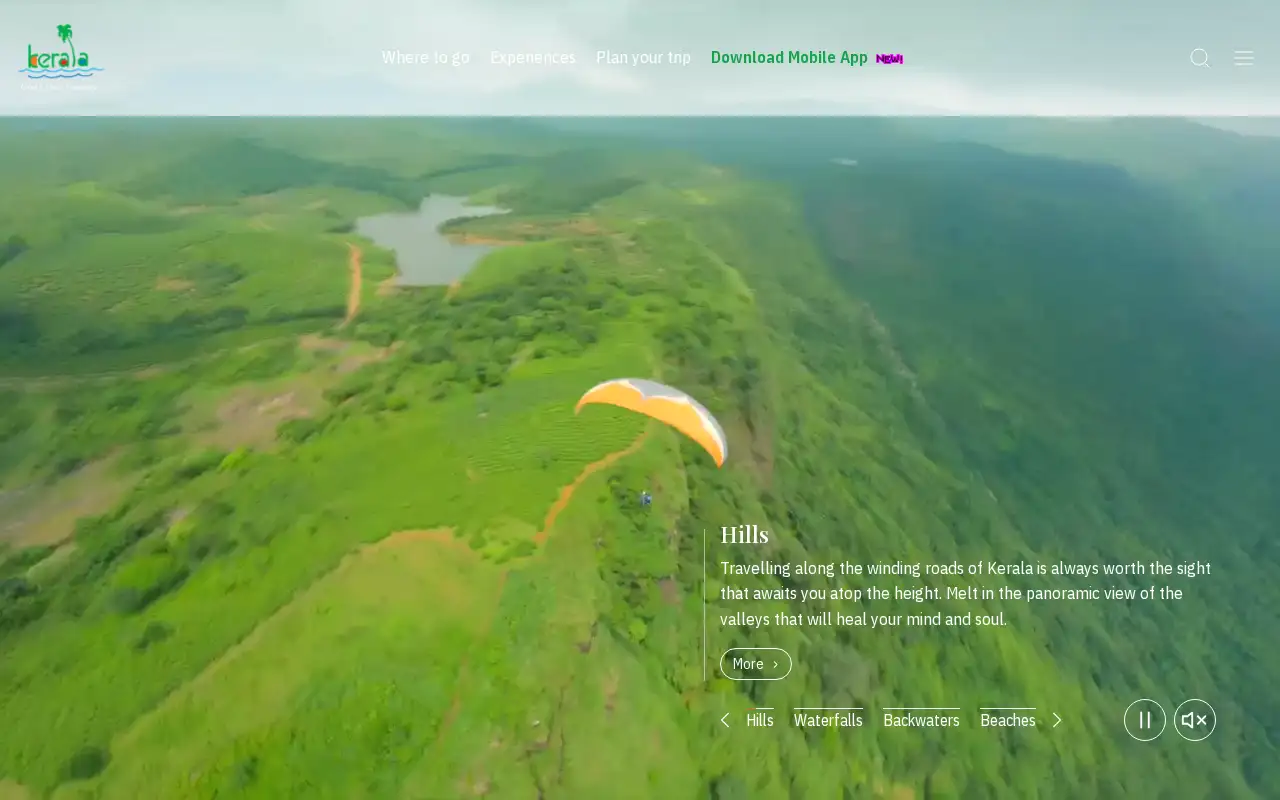 kerala
Where to go
Experiences
Plan your trip
Download Mobile App
NEW!
Hills
Travelling along the winding roads of Kerala is always worth the sight
that awaits you atop the height. Melt in the panoramic view of the
valleys that will heal your mind and soul.
More
Hills
Waterfalls
Backwaters
Beaches